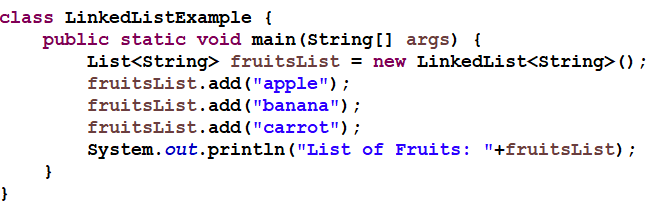 class LinkedListExample {
    public static void main(String[] args) {
        List<String> fruitsList = new LinkedList<String>();
        fruitsList.add("apple");
        fruitsList.add("banana");
        fruitsList.add("carrot");
        System.out.println("List of Fruits: "+fruitsList);
    }
}